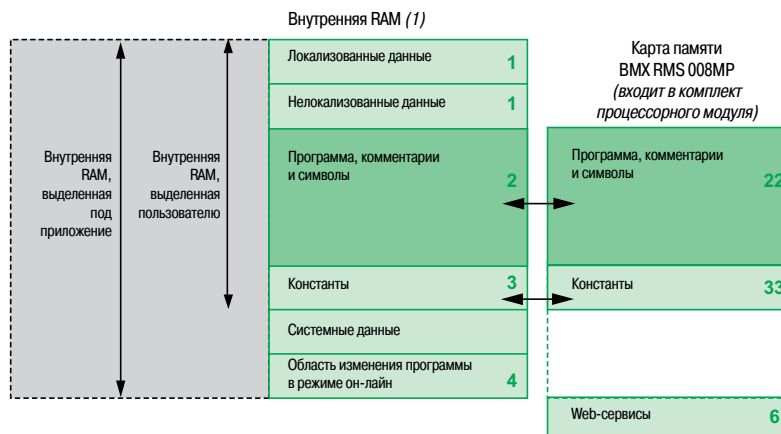 Внутренняя RAM (1)
Карта памяти
BMX RMS 008MP
(входит в комплект
процессорного модуля)
Внутренняя
RAM,
выделенная
под
приложение
Внутренняя
RAM,
выделенная
пользователю
Локализованные данные 1
Нелокализованные данные 1
Программа, комментарии
и символы
2
Константы 3
Системные данные
Область изменения программы
в режиме он-лайн 4
Программа, комментарии
и символы 22
Константы 33
Web-сервисы 6